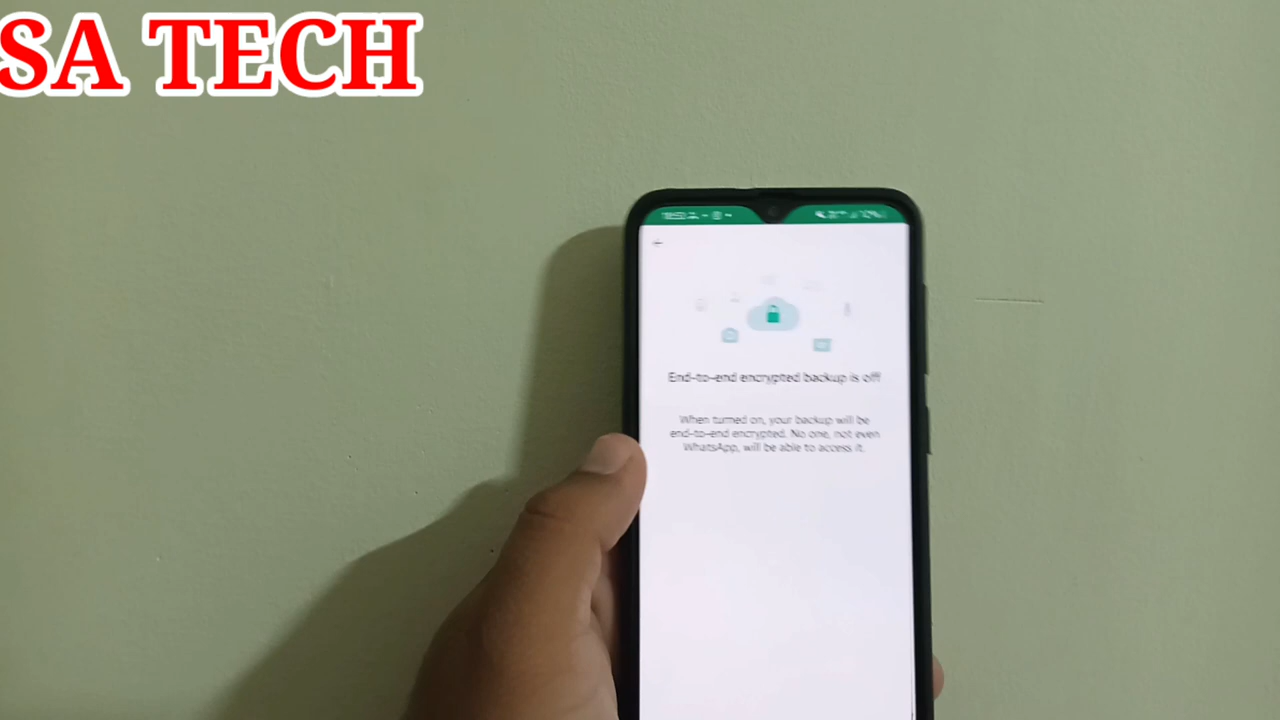 SA TECH
End-to-end encrypted backup is off
When turned on, your backup will be
end-to-end encrypted. No one, not even
WhatsApp, will be able to access it.